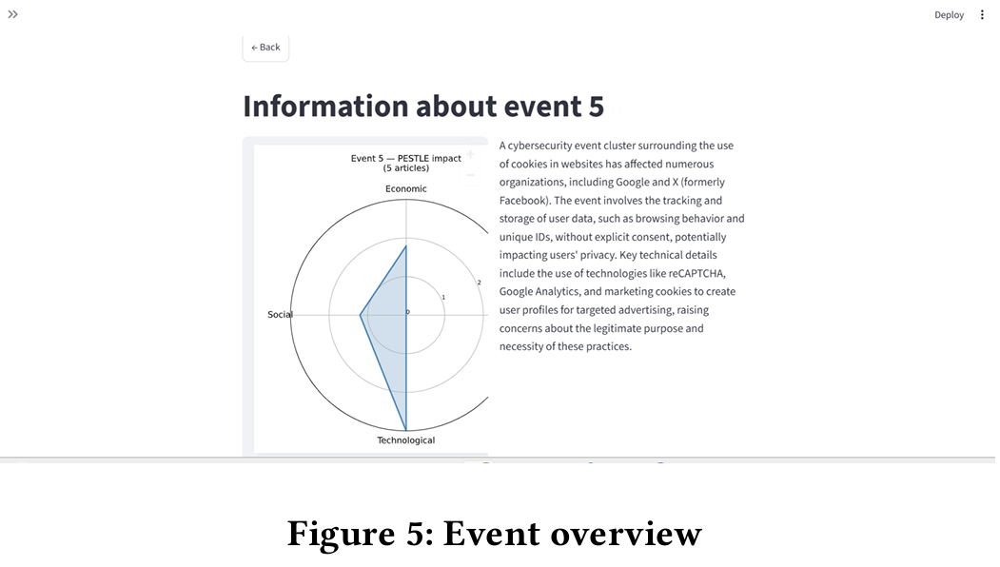 Deploy
← Back
Information about event 5
Event 5 — PESTLE impact
(5 articles)
Economic
2
1
0
Social
Technological
A cybersecurity event cluster surrounding the use
of cookies in websites has affected numerous
organizations, including Google and X (formerly
Facebook). The event involves the tracking and
storage of user data, such as browsing behavior and
unique IDs, without explicit consent, potentially
impacting users' privacy. Key technical details
include the use of technologies like reCAPTCHA,
Google Analytics, and marketing cookies to create
user profiles for targeted advertising, raising
concerns about the legitimate purpose and
necessity of these practices.
Figure 5: Event overview